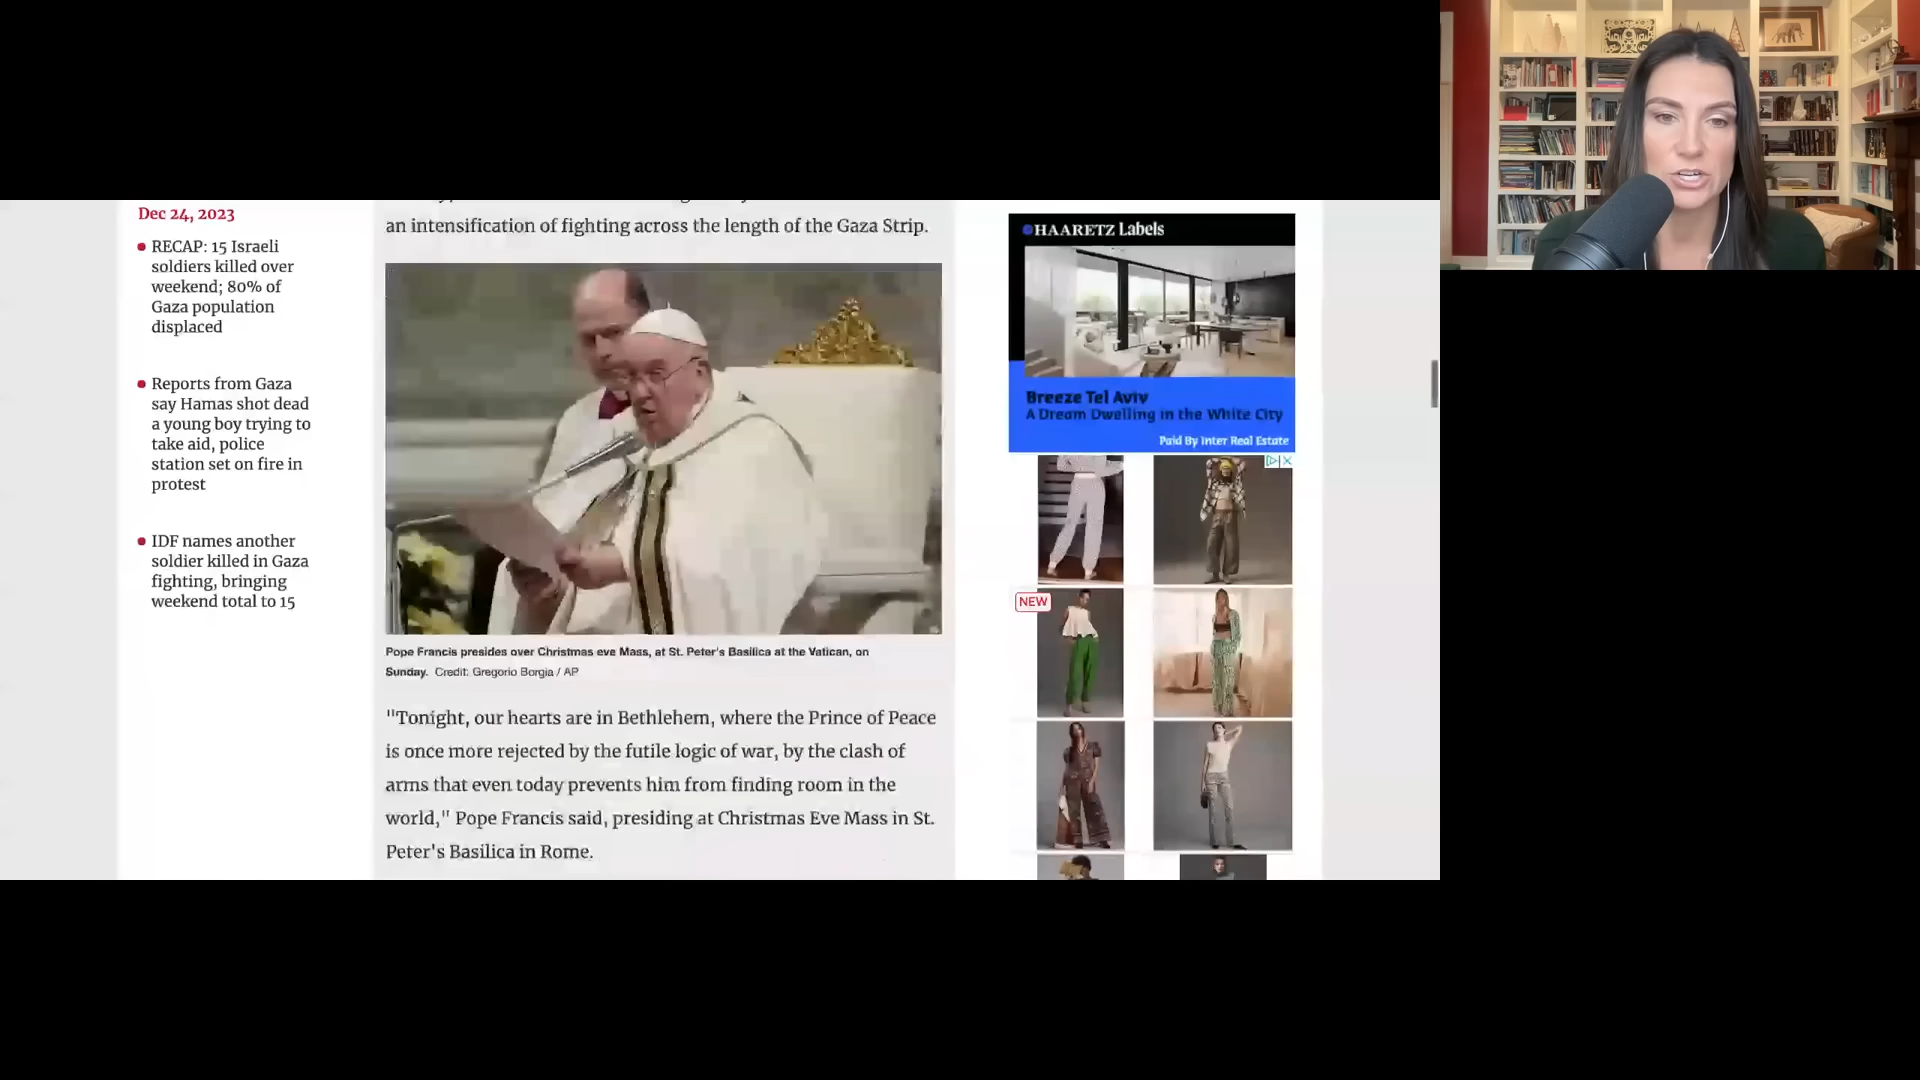 Dec 24, 2023
RECAP: 15 Israeli
soldiers killed over
weekend; 80% of
Gaza population
displaced
Reports from Gaza
say Hamas shot dead
a young boy trying to
take aid, police
station set on fire in
protest
IDF names another
soldier killed in Gaza
fighting, bringing
weekend total to 15
an intensification of fighting across the length of the Gaza Strip.
Pope Francis presides over Christmas eve Mass, at St. Peter's Basilica at the Vatican, on
Sunday. Credit: Gregorio Borgia / AP
"Tonight, our hearts are in Bethlehem, where the Prince of Peace
is once more rejected by the futile logic of war, by the clash of
arms that even today prevents him from finding room in the
world," Pope Francis said, presiding at Christmas Eve Mass in St.
Peter's Basilica in Rome.
HAARETZ Labels
Breeze Tel Aviv
A Dream Dwelling in the White City
Paid By Inter Real Estate
NEW